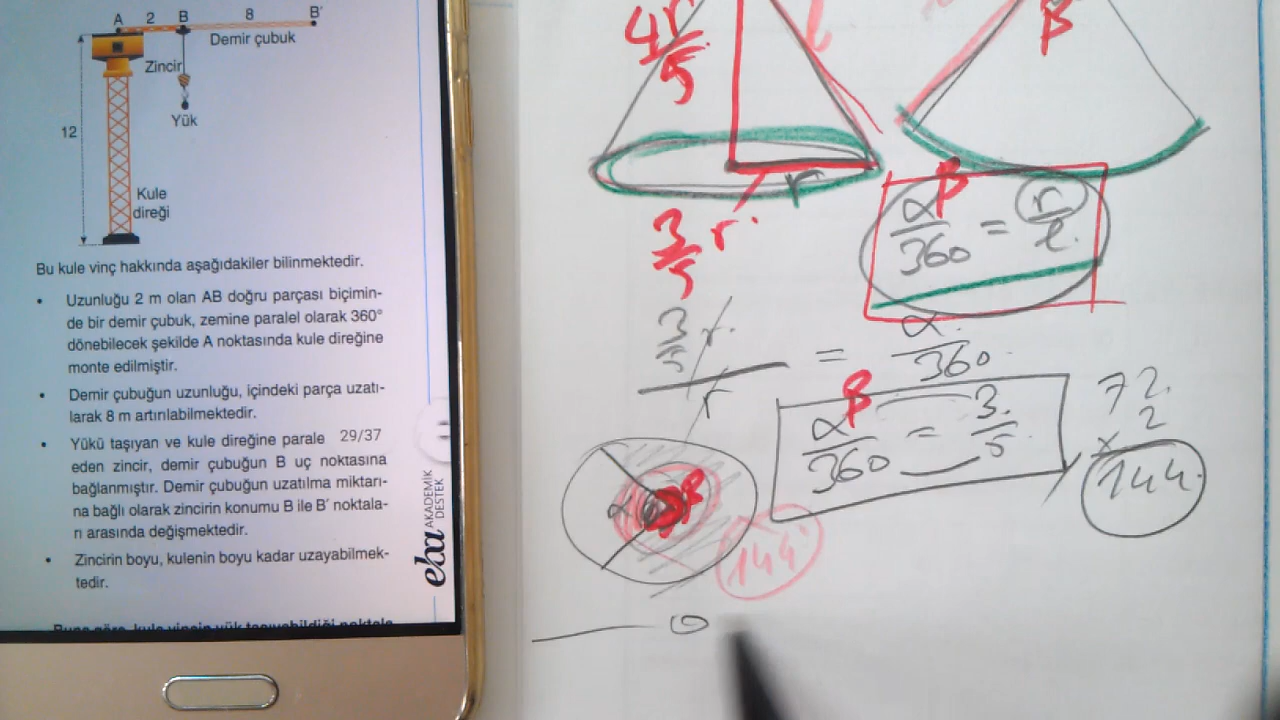 A 2 B 8 B'
Demir çubuk
Zincir
Yük
12
Kule
direği
Bu kule vinç hakkında aşağıdakiler bilinmektedir.
• Uzunluğu 2 m olan AB doğru parçası biçimin-
de bir demir çubuk, zemine paralel olarak 360°
dönebilecek şekilde A noktasında kule direğine
monte edilmiştir.
• Demir çubuğun uzunluğu, içindeki parça uzatı-
larak 8 m artırılabilmektedir.
• Yükü taşıyan ve kule direğine parale 29/37
eden zincir, demir çubuğun B uç noktasına
bağlanmıştır. Demir çubuğun uzatılma miktarı-
na bağlı olarak zincirin konumu B ile B' noktala-
rı arasında değişmektedir.
• Zincirin boyu, kulenin boyu kadar uzayabilmek-
tedir.
eba AKADEMİK
DESTEK
4r/5
l
β
r
3/5 r
β
α/360 = r/l
3/5 r / r = α/360
β
α/360 = 3/5
72
x 2
144
α β
144